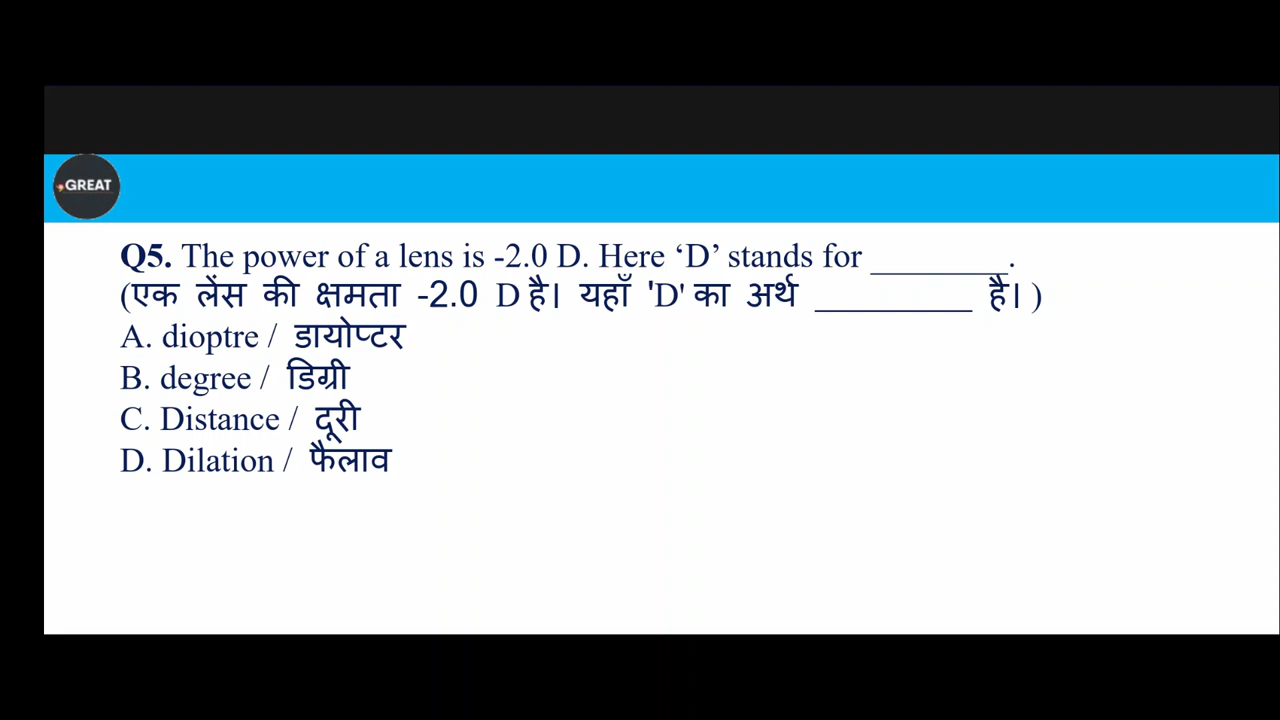 GREAT
Q5. The power of a lens is -2.0 D. Here ‘D’ stands for ________.
(एक लेंस की क्षमता -2.0 D है। यहाँ 'D' का अर्थ _________ है। )
A. dioptre / डायोप्टर
B. degree / डिग्री
C. Distance / दूरी
D. Dilation / फैलाव